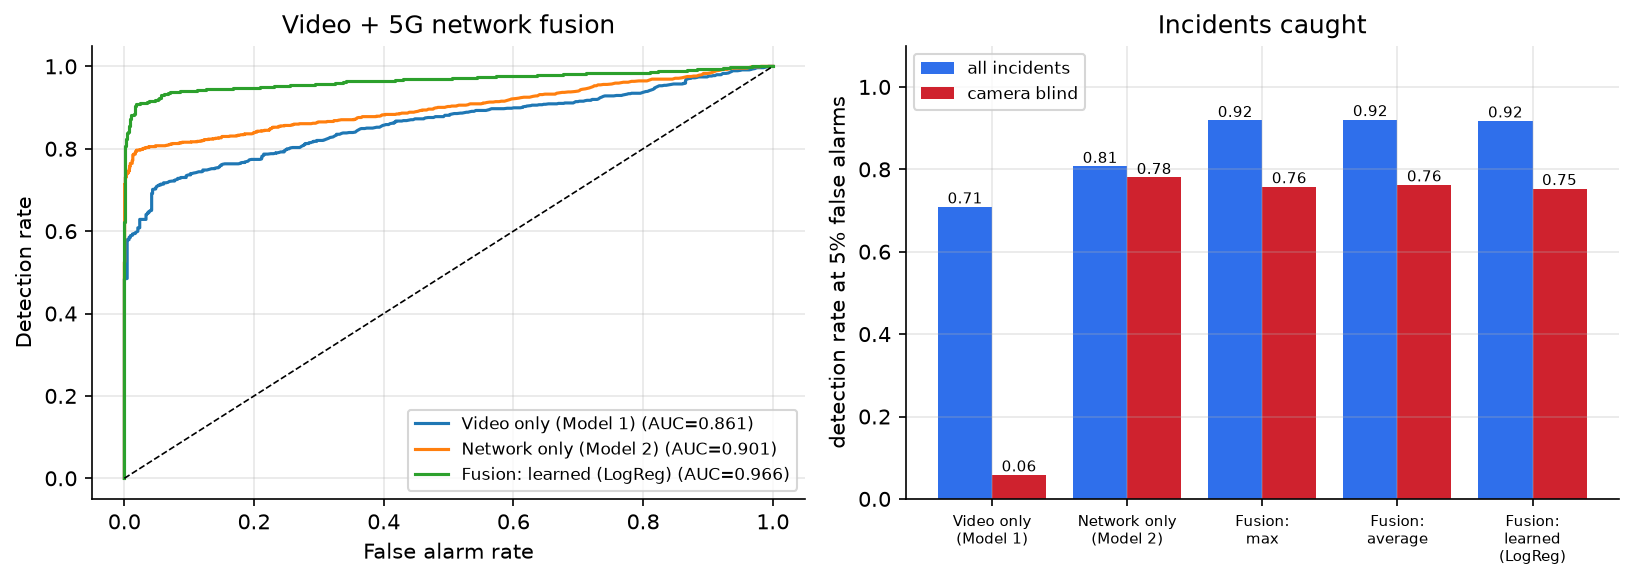 Video + 5G network fusion
Detection rate
1.0
0.8
0.6
0.4
0.2
0.0
0.0 0.2 0.4 0.6 0.8 1.0
False alarm rate
Video only (Model 1) (AUC=0.861)
Network only (Model 2) (AUC=0.901)
Fusion: learned (LogReg) (AUC=0.966)
Incidents caught
detection rate at 5% false alarms
1.0
0.8
0.6
0.4
0.2
0.0
all incidents
camera blind
0.71 0.06 0.81 0.78 0.92 0.76 0.92 0.76 0.92 0.75
Video only
(Model 1)
Network only
(Model 2)
Fusion:
max
Fusion:
average
Fusion:
learned
(LogReg)